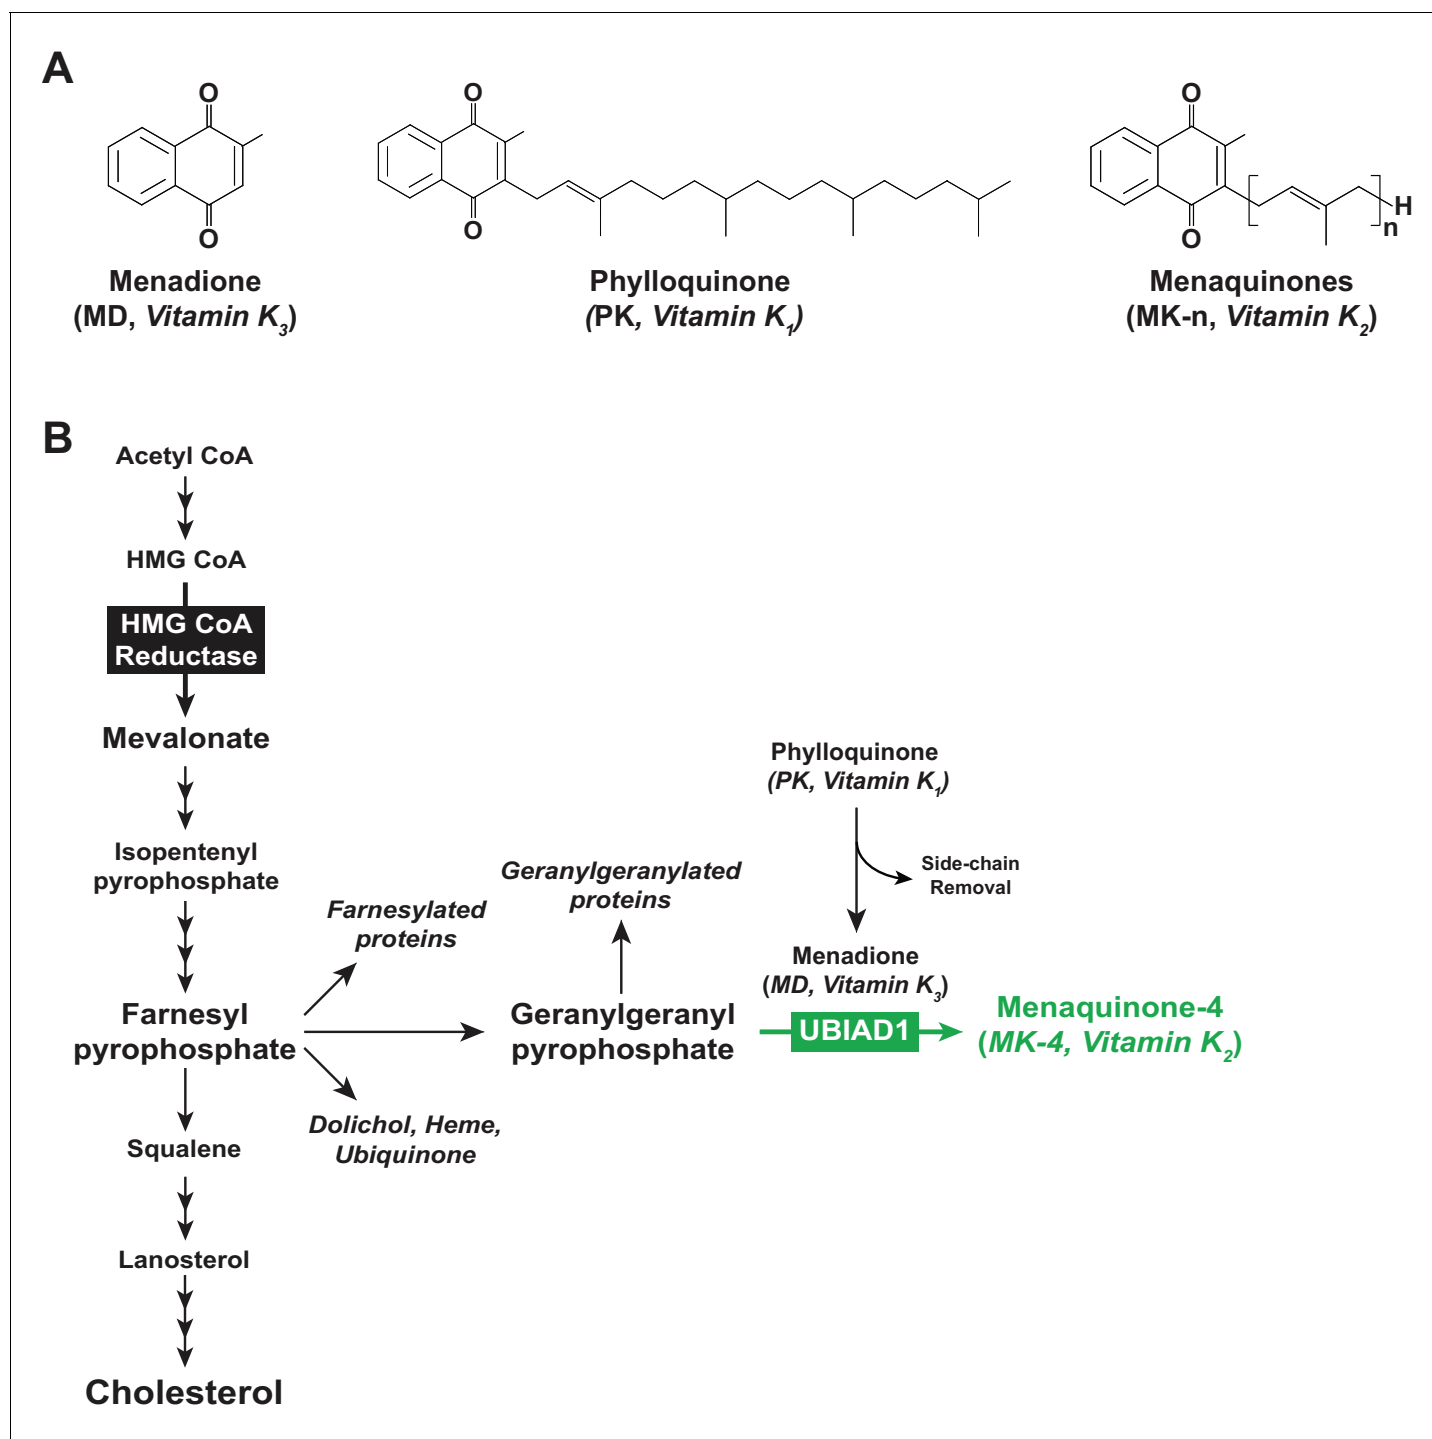 A
O
O
O
O
O
O
H
n
Menadione
(MD, Vitamin K3)
Phylloquinone
(PK, Vitamin K1)
Menaquinones
(MK-n, Vitamin K2)
B
Acetyl CoA
HMG CoA
HMG CoA
Reductase
Mevalonate
Isopentenyl
pyrophosphate
Farnesyl
pyrophosphate
Squalene
Lanosterol
Cholesterol
Farnesylated
proteins
Dolichol, Heme,
Ubiquinone
Geranylgeranylated
proteins
Geranylgeranyl
pyrophosphate
Phylloquinone
(PK, Vitamin K1)
Side-chain
Removal
Menadione
(MD, Vitamin K3)
UBIAD1
Menaquinone-4
(MK-4, Vitamin K2)